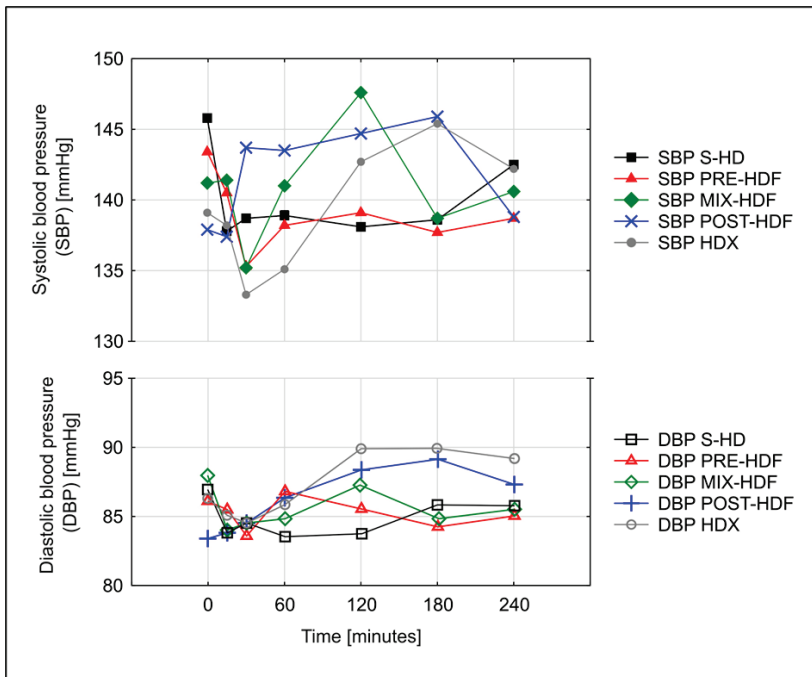 150
145
140
135
130
Systolic blood pressure
(SBP) [mmHg]
SBP S-HD
SBP PRE-HDF
SBP MIX-HDF
SBP POST-HDF
SBP HDX
95
90
85
80
Diastolic blood pressure
(DBP) [mmHg]
DBP S-HD
DBP PRE-HDF
DBP MIX-HDF
DBP POST-HDF
DBP HDX
0 60 120 180 240
Time [minutes]